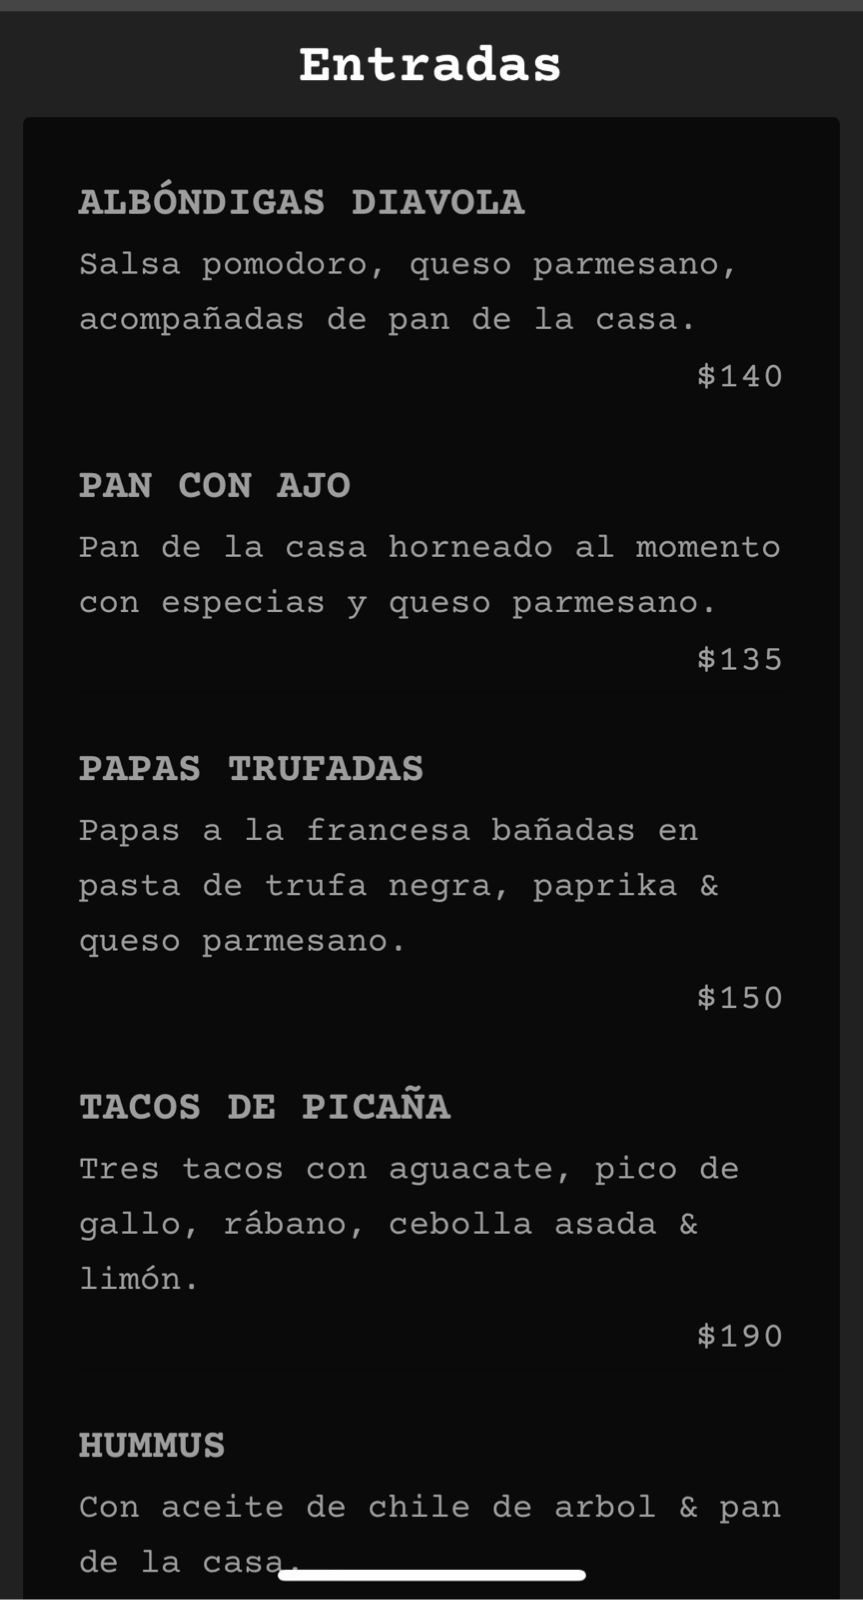 Entradas
ALBÓNDIGAS DIAVOLA
Salsa pomodoro, queso parmesano,
acompañadas de pan de la casa.
$140
PAN CON AJO
Pan de la casa horneado al momento
con especias y queso parmesano.
$135
PAPAS TRUFADAS
Papas a la francesa bañadas en
pasta de trufa negra, paprika &
queso parmesano.
$150
TACOS DE PICAÑA
Tres tacos con aguacate, pico de
gallo, rábano, cebolla asada &
limón.
$190
HUMMUS
Con aceite de chile de arbol & pan
de la casa.